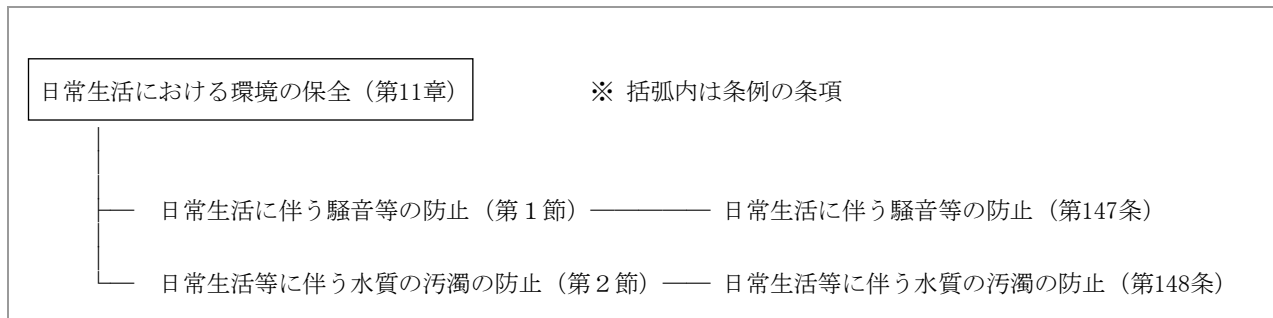 日常生活における環境の保全（第11章） ※ 括弧内は条例の条項
日常生活に伴う騒音等の防止（第１節） 日常生活に伴う騒音等の防止（第147条）
日常生活等に伴う水質の汚濁の防止（第２節） 日常生活等に伴う水質の汚濁の防止（第148条）